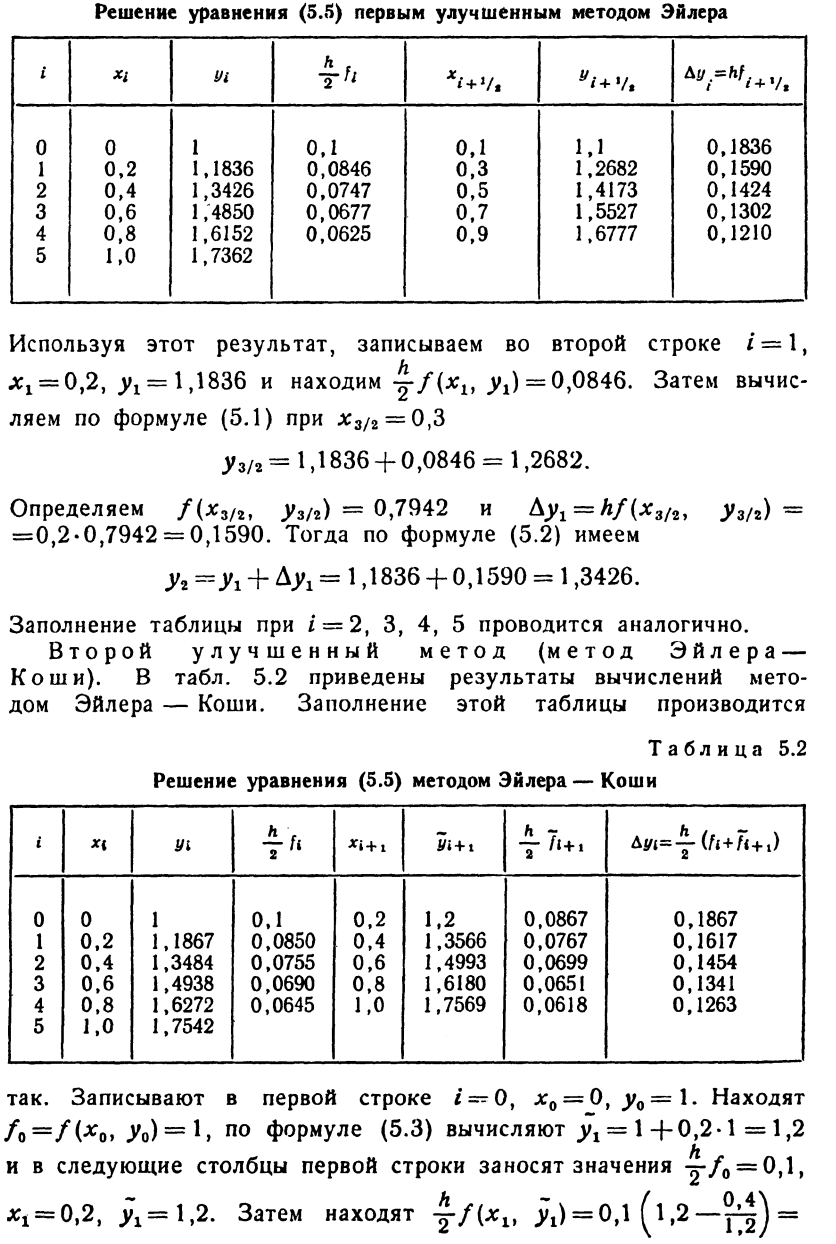 Решение уравнения (5.5) первым улучшенным методом Эйлера
i x_i y_i h/2 f_i x_{i+1/2} y_{i+1/2} Δy_i=hf_{i+1/2}
0 0 1 0,1 0,1 1,1 0,1836
1 0,2 1,1836 0,0846 0,3 1,2682 0,1590
2 0,4 1,3426 0,0747 0,5 1,4173 0,1424
3 0,6 1,4850 0,0677 0,7 1,5527 0,1302
4 0,8 1,6152 0,0625 0,9 1,6777 0,1210
5 1,0 1,7362
Используя этот результат, записываем во второй строке i=1,
x₁=0,2, y₁=1,1836 и находим h/2 f(x₁, y₁)=0,0846. Затем вычис-
ляем по формуле (5.1) при x_{3/2}=0,3
y_{3/2}=1,1836+0,0846=1,2682.
Определяем f(x_{3/2}, y_{3/2}) = 0,7942 и Δy₁=hf(x_{3/2}, y_{3/2}) =
=0,2·0,7942=0,1590. Тогда по формуле (5.2) имеем
y₂=y₁+Δy₁=1,1836+0,1590=1,3426.
Заполнение таблицы при i=2, 3, 4, 5 проводится аналогично.
Второй улучшенный метод (метод Эйлера—
Коши). В табл. 5.2 приведены результаты вычислений мето-
дом Эйлера — Коши. Заполнение этой таблицы производится
Таблица 5.2
Решение уравнения (5.5) методом Эйлера — Коши
i x_i y_i h/2 f_i x_{i+1} ỹ_{i+1} h/2 f̃_{i+1} Δy_i=h/2 (f_i+f̃_{i+1})
0 0 1 0,1 0,2 1,2 0,0867 0,1867
1 0,2 1,1867 0,0850 0,4 1,3566 0,0767 0,1617
2 0,4 1,3484 0,0755 0,6 1,4993 0,0699 0,1454
3 0,6 1,4938 0,0690 0,8 1,6180 0,0651 0,1341
4 0,8 1,6272 0,0645 1,0 1,7569 0,0618 0,1263
5 1,0 1,7542
так. Записывают в первой строке i=0, x₀=0, y₀=1. Находят
f₀=f(x₀, y₀)=1, по формуле (5.3) вычисляют ỹ₁=1+0,2·1=1,2
и в следующие столбцы первой строки заносят значения h/2 f₀=0,1,
x₁=0,2, ỹ₁=1,2. Затем находят h/2 f(x₁, ỹ₁)=0,1(1,2—0,4/1,2)=